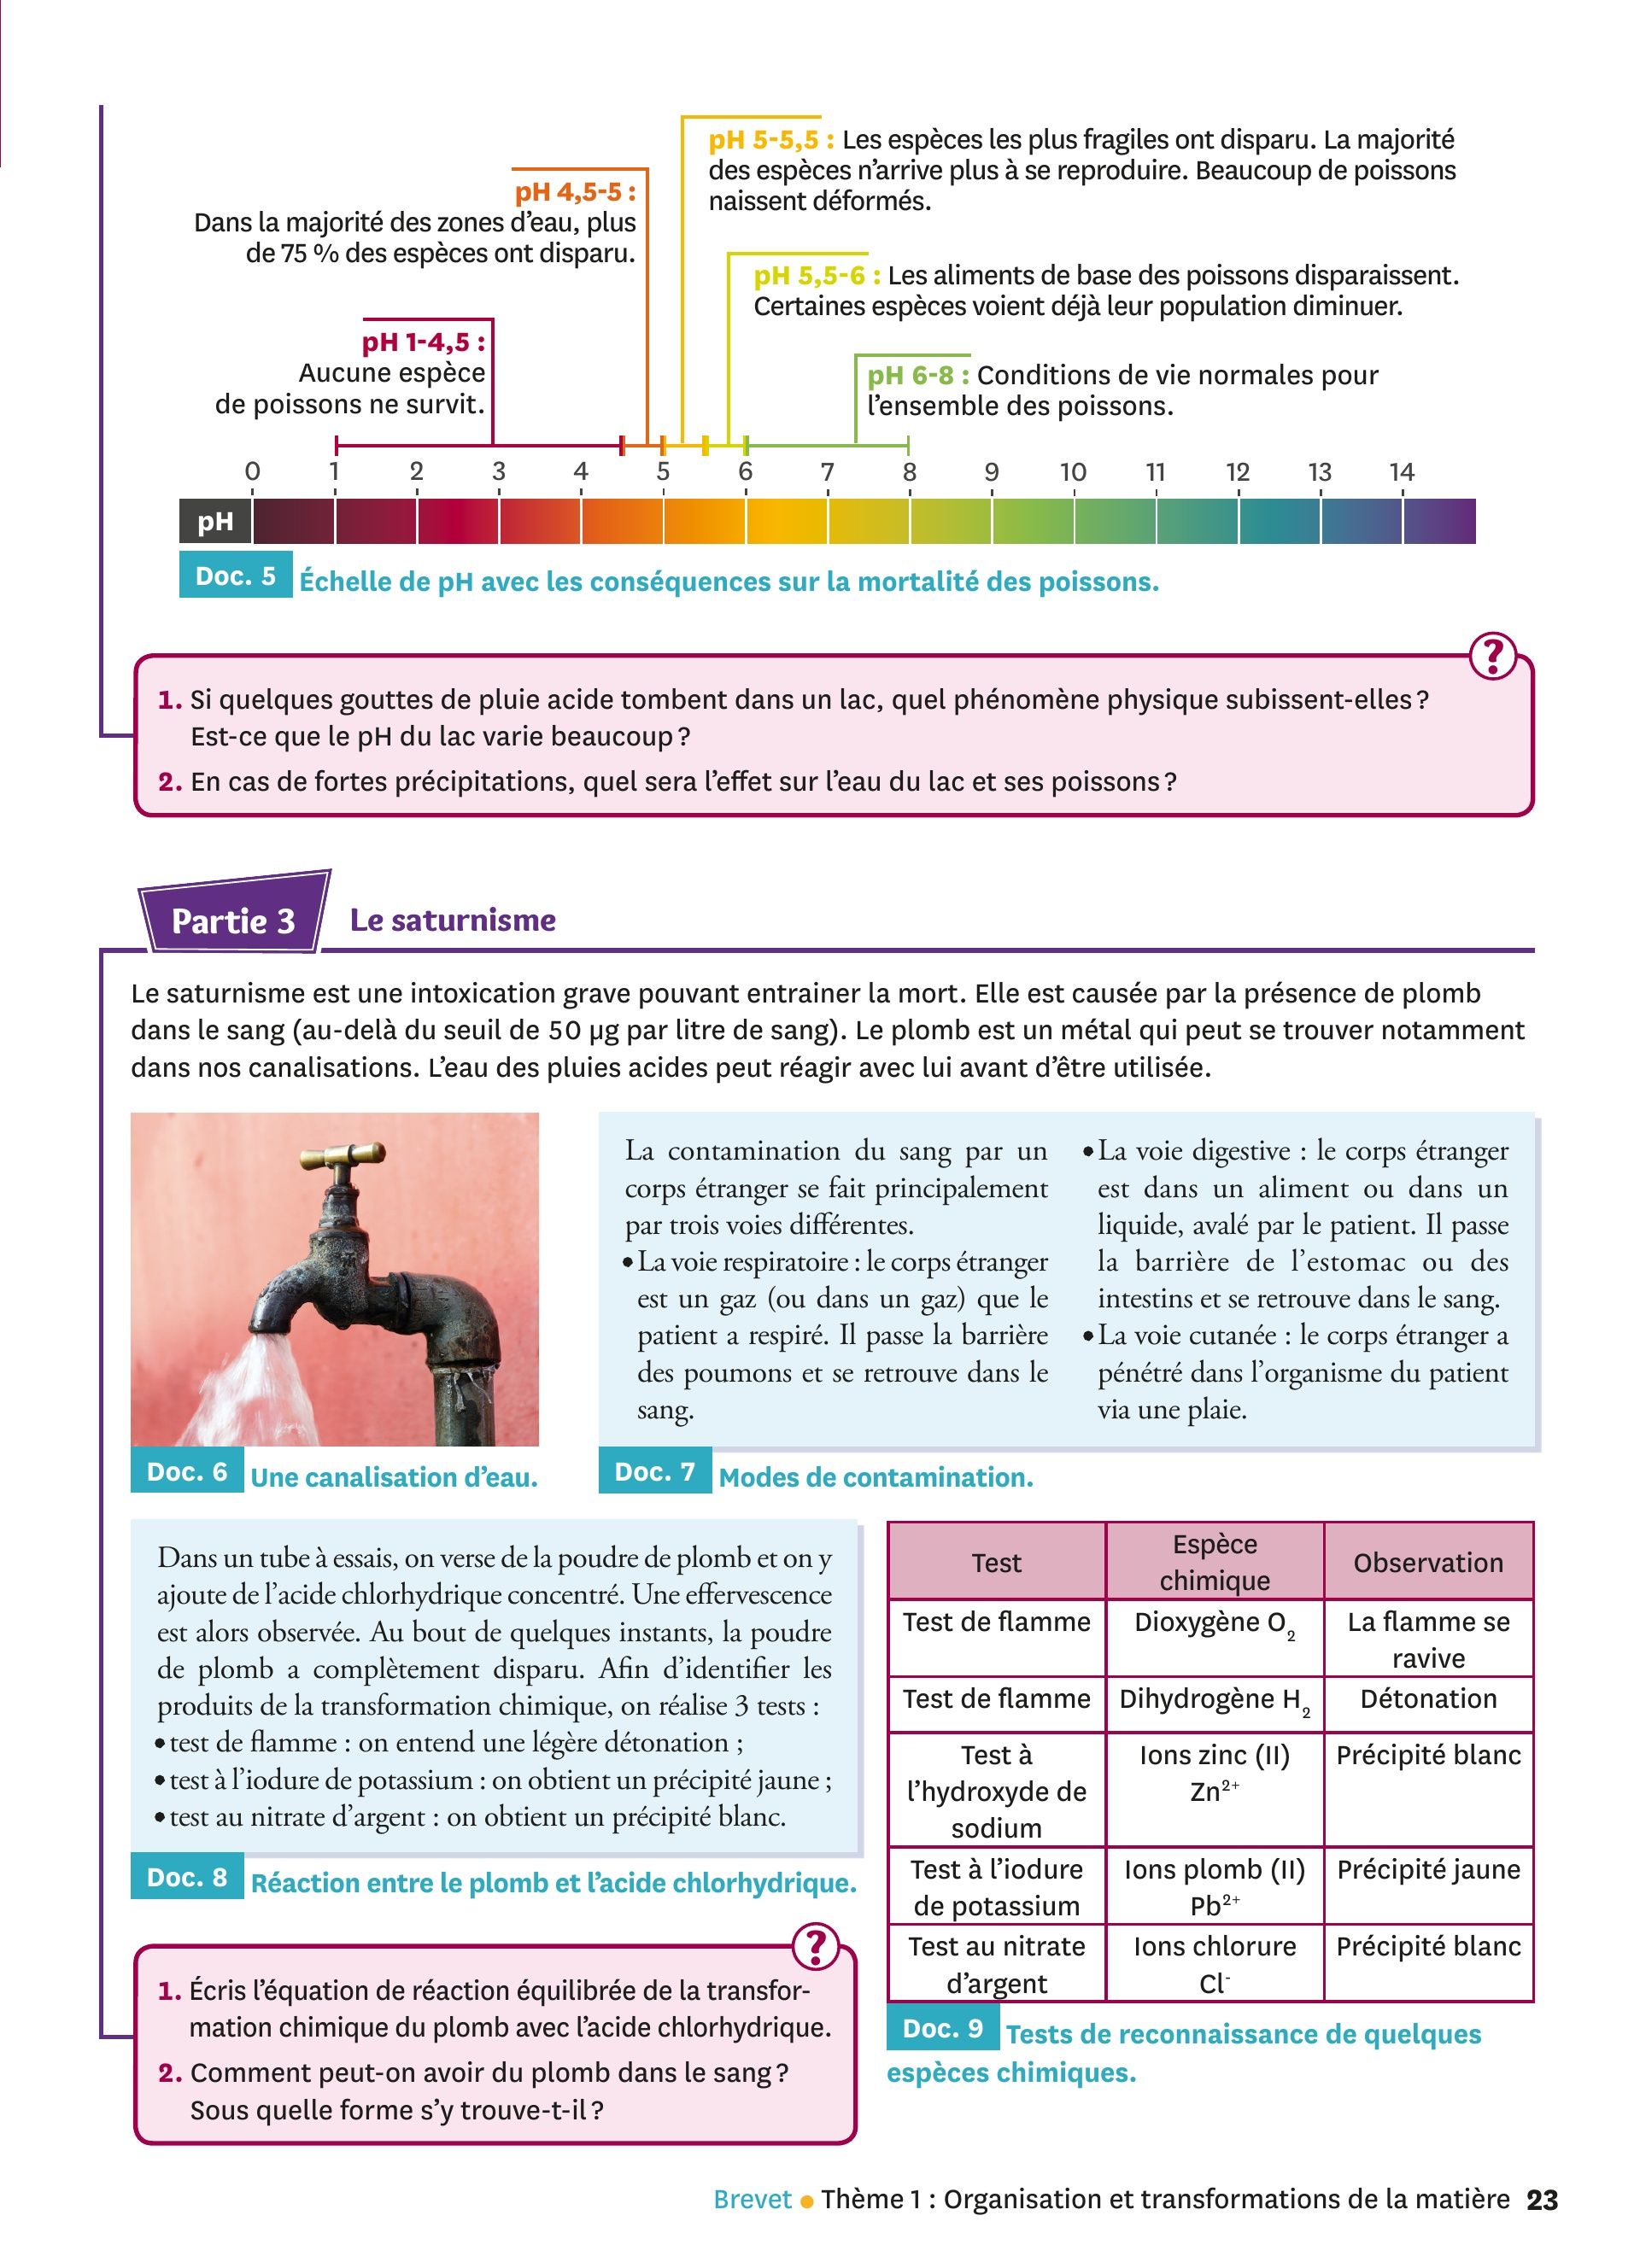 pH 5-5,5 : Les espèces les plus fragiles ont disparu. La majorité
des espèces n'arrive plus à se reproduire. Beaucoup de poissons
naissent déformés.
pH 4,5-5 :
Dans la majorité des zones d'eau, plus
de 75 % des espèces ont disparu.
pH 5,5-6 : Les aliments de base des poissons disparaissent.
Certaines espèces voient déjà leur population diminuer.
pH 1-4,5 :
Aucune espèce
de poissons ne survit.
pH 6-8 : Conditions de vie normales pour
l'ensemble des poissons.
0 1 2 3 4 5 6 7 8 9 10 11 12 13 14
pH
Doc. 5 Échelle de pH avec les conséquences sur la mortalité des poissons.
?
1. Si quelques gouttes de pluie acide tombent dans un lac, quel phénomène physique subissent-elles ?
Est-ce que le pH du lac varie beaucoup ?
2. En cas de fortes précipitations, quel sera l'effet sur l'eau du lac et ses poissons ?
Partie 3 Le saturnisme
Le saturnisme est une intoxication grave pouvant entrainer la mort. Elle est causée par la présence de plomb
dans le sang (au-delà du seuil de 50 µg par litre de sang). Le plomb est un métal qui peut se trouver notamment
dans nos canalisations. L'eau des pluies acides peut réagir avec lui avant d'être utilisée.
Doc. 6 Une canalisation d'eau.
La contamination du sang par un
corps étranger se fait principalement
par trois voies différentes.
• La voie respiratoire : le corps étranger
est un gaz (ou dans un gaz) que le
patient a respiré. Il passe la barrière
des poumons et se retrouve dans le
sang.
• La voie digestive : le corps étranger
est dans un aliment ou dans un
liquide, avalé par le patient. Il passe
la barrière de l'estomac ou des
intestins et se retrouve dans le sang.
• La voie cutanée : le corps étranger a
pénétré dans l'organisme du patient
via une plaie.
Doc. 7 Modes de contamination.
Dans un tube à essais, on verse de la poudre de plomb et on y
ajoute de l'acide chlorhydrique concentré. Une effervescence
est alors observée. Au bout de quelques instants, la poudre
de plomb a complètement disparu. Afin d'identifier les
produits de la transformation chimique, on réalise 3 tests :
• test de flamme : on entend une légère détonation ;
• test à l'iodure de potassium : on obtient un précipité jaune ;
• test au nitrate d'argent : on obtient un précipité blanc.
Doc. 8 Réaction entre le plomb et l'acide chlorhydrique.
Test
Espèce
chimique
Observation
Test de flamme
Dioxygène O₂
La flamme se
ravive
Test de flamme
Dihydrogène H₂
Détonation
Test à
l'hydroxyde de
sodium
Ions zinc (II)
Zn²⁺
Précipité blanc
Test à l'iodure
de potassium
Ions plomb (II)
Pb²⁺
Précipité jaune
Test au nitrate
d'argent
Ions chlorure
Cl⁻
Précipité blanc
Doc. 9 Tests de reconnaissance de quelques
espèces chimiques.
?
1. Écris l'équation de réaction équilibrée de la transfor-
mation chimique du plomb avec l'acide chlorhydrique.
2. Comment peut-on avoir du plomb dans le sang ?
Sous quelle forme s'y trouve-t-il ?
Brevet • Thème 1 : Organisation et transformations de la matière 23